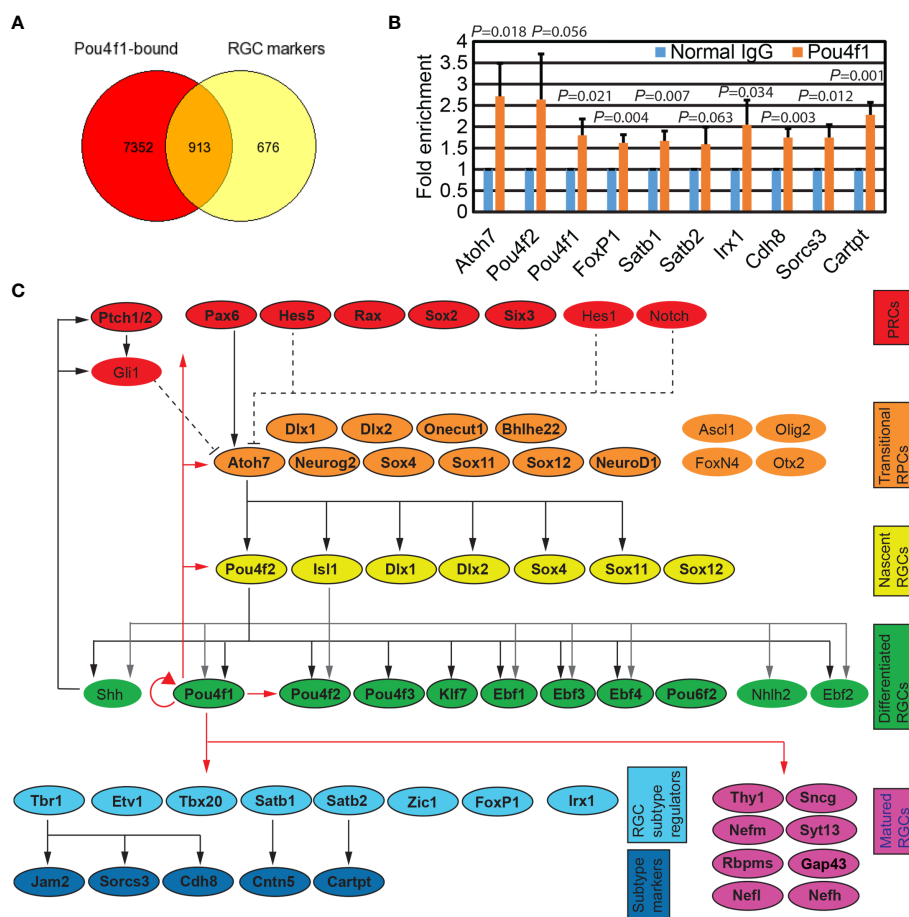 A
Pou4f1-bound
RGC markers
7352
913
676
B
P=0.018
P=0.056
Normal IgG
Pou4f1
P=0.001
P=0.034
P=0.021
P=0.007
P=0.012
P=0.004
P=0.063
P=0.003
Fold enrichment
4
3.5
3
2.5
2
1.5
1
0.5
0
Atoh7
Pou4f2
Pou4f1
FoxP1
Satb1
Satb2
Irx1
Cdh8
Sorcs3
Cartpt
C
Ptch1/2
Pax6
Hes5
Rax
Sox2
Six3
Hes1
Notch
PRCs
Gli1
Dlx1
Dlx2
Onecut1
Bhlhe22
Ascl1
Olig2
Atoh7
Neurog2
Sox4
Sox11
Sox12
NeuroD1
FoxN4
Otx2
Transitional
RPCs
Pou4f2
Isl1
Dlx1
Dlx2
Sox4
Sox11
Sox12
Nascent
RGCs
Shh
Pou4f1
Pou4f2
Pou4f3
Klf7
Ebf1
Ebf3
Ebf4
Pou6f2
Nhlh2
Ebf2
Differentiated
RGCs
Tbr1
Etv1
Tbx20
Satb1
Satb2
Zic1
FoxP1
Irx1
RGC
subtype
regulators
Jam2
Sorcs3
Cdh8
Cntn5
Cartpt
Subtype
markers
Thy1
Sncg
Nefm
Syt13
Rbpms
Gap43
Nefl
Nefh
Matured
RGCs